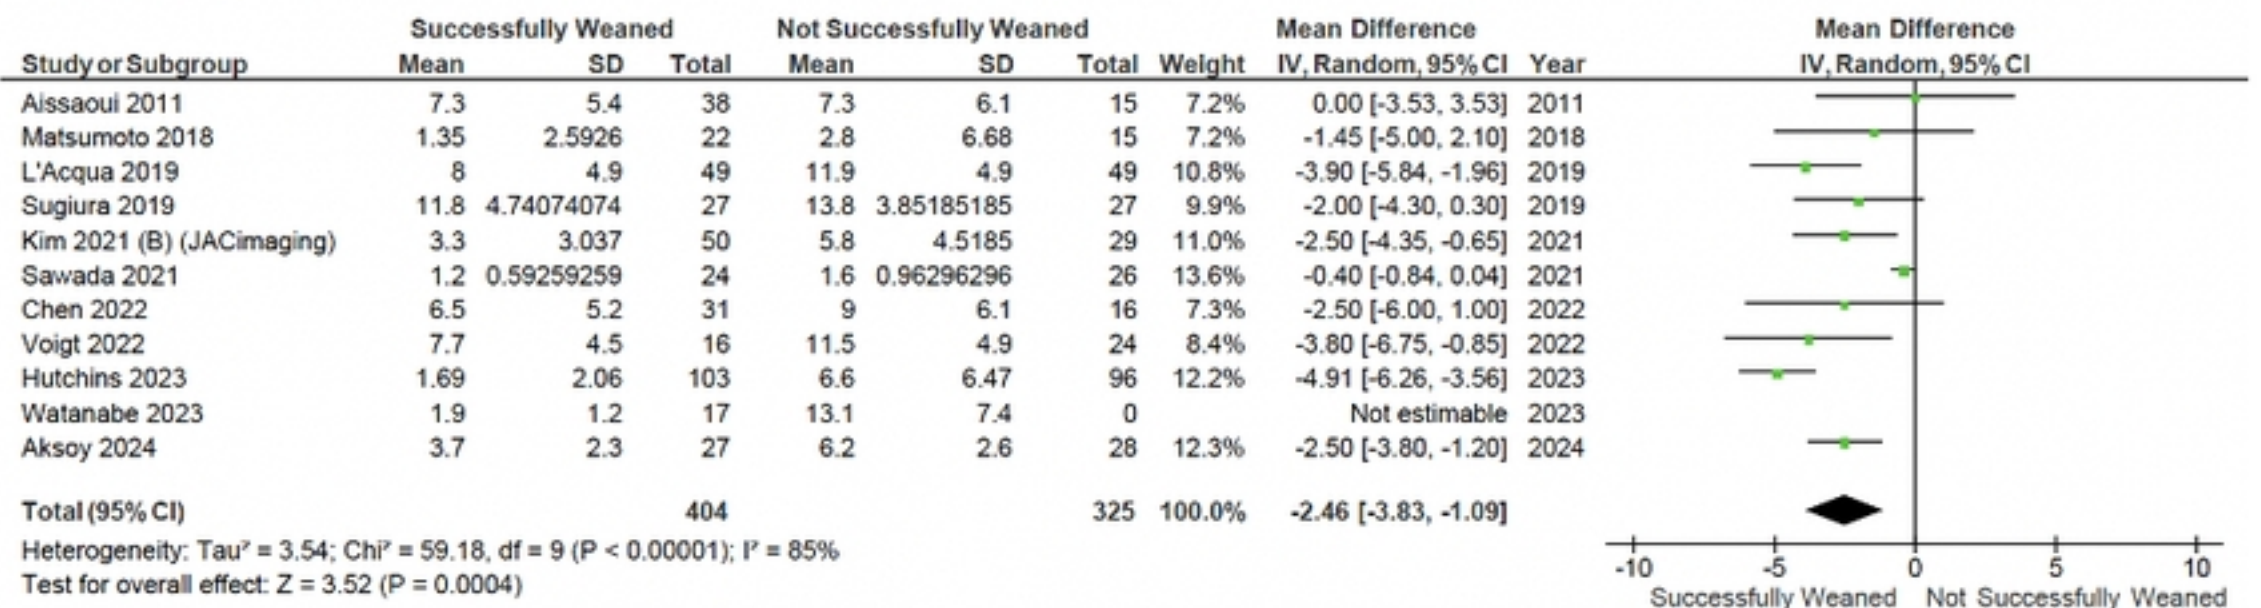 Successfully Weaned Not Successfully Weaned Mean Difference Mean Difference
Study or Subgroup Mean SD Total Mean SD Total Weight IV, Random, 95% CI Year IV, Random, 95% CI
Aissaoui 2011 7.3 5.4 38 7.3 6.1 15 7.2% 0.00 [-3.53, 3.53] 2011
Matsumoto 2018 1.35 2.5926 22 2.8 6.68 15 7.2% -1.45 [-5.00, 2.10] 2018
L'Acqua 2019 8 4.9 49 11.9 4.9 49 10.8% -3.90 [-5.84, -1.96] 2019
Sugiura 2019 11.8 4.74074074 27 13.8 3.85185185 27 9.9% -2.00 [-4.30, 0.30] 2019
Kim 2021 (B) (JACimaging) 3.3 3.037 50 5.8 4.5185 29 11.0% -2.50 [-4.35, -0.65] 2021
Sawada 2021 1.2 0.59259259 24 1.6 0.96296296 26 13.6% -0.40 [-0.84, 0.04] 2021
Chen 2022 6.5 5.2 31 9 6.1 16 7.3% -2.50 [-6.00, 1.00] 2022
Voigt 2022 7.7 4.5 16 11.5 4.9 24 8.4% -3.80 [-6.75, -0.85] 2022
Hutchins 2023 1.69 2.06 103 6.6 6.47 96 12.2% -4.91 [-6.26, -3.56] 2023
Watanabe 2023 1.9 1.2 17 13.1 7.4 0 Not estimable 2023
Aksoy 2024 3.7 2.3 27 6.2 2.6 28 12.3% -2.50 [-3.80, -1.20] 2024
Total (95% CI) 404 325 100.0% -2.46 [-3.83, -1.09]
Heterogeneity: Tau² = 3.54; Chi² = 59.18, df = 9 (P < 0.00001); I² = 85%
Test for overall effect: Z = 3.52 (P = 0.0004)
-10 -5 0 5 10
Successfully Weaned Not Successfully Weaned